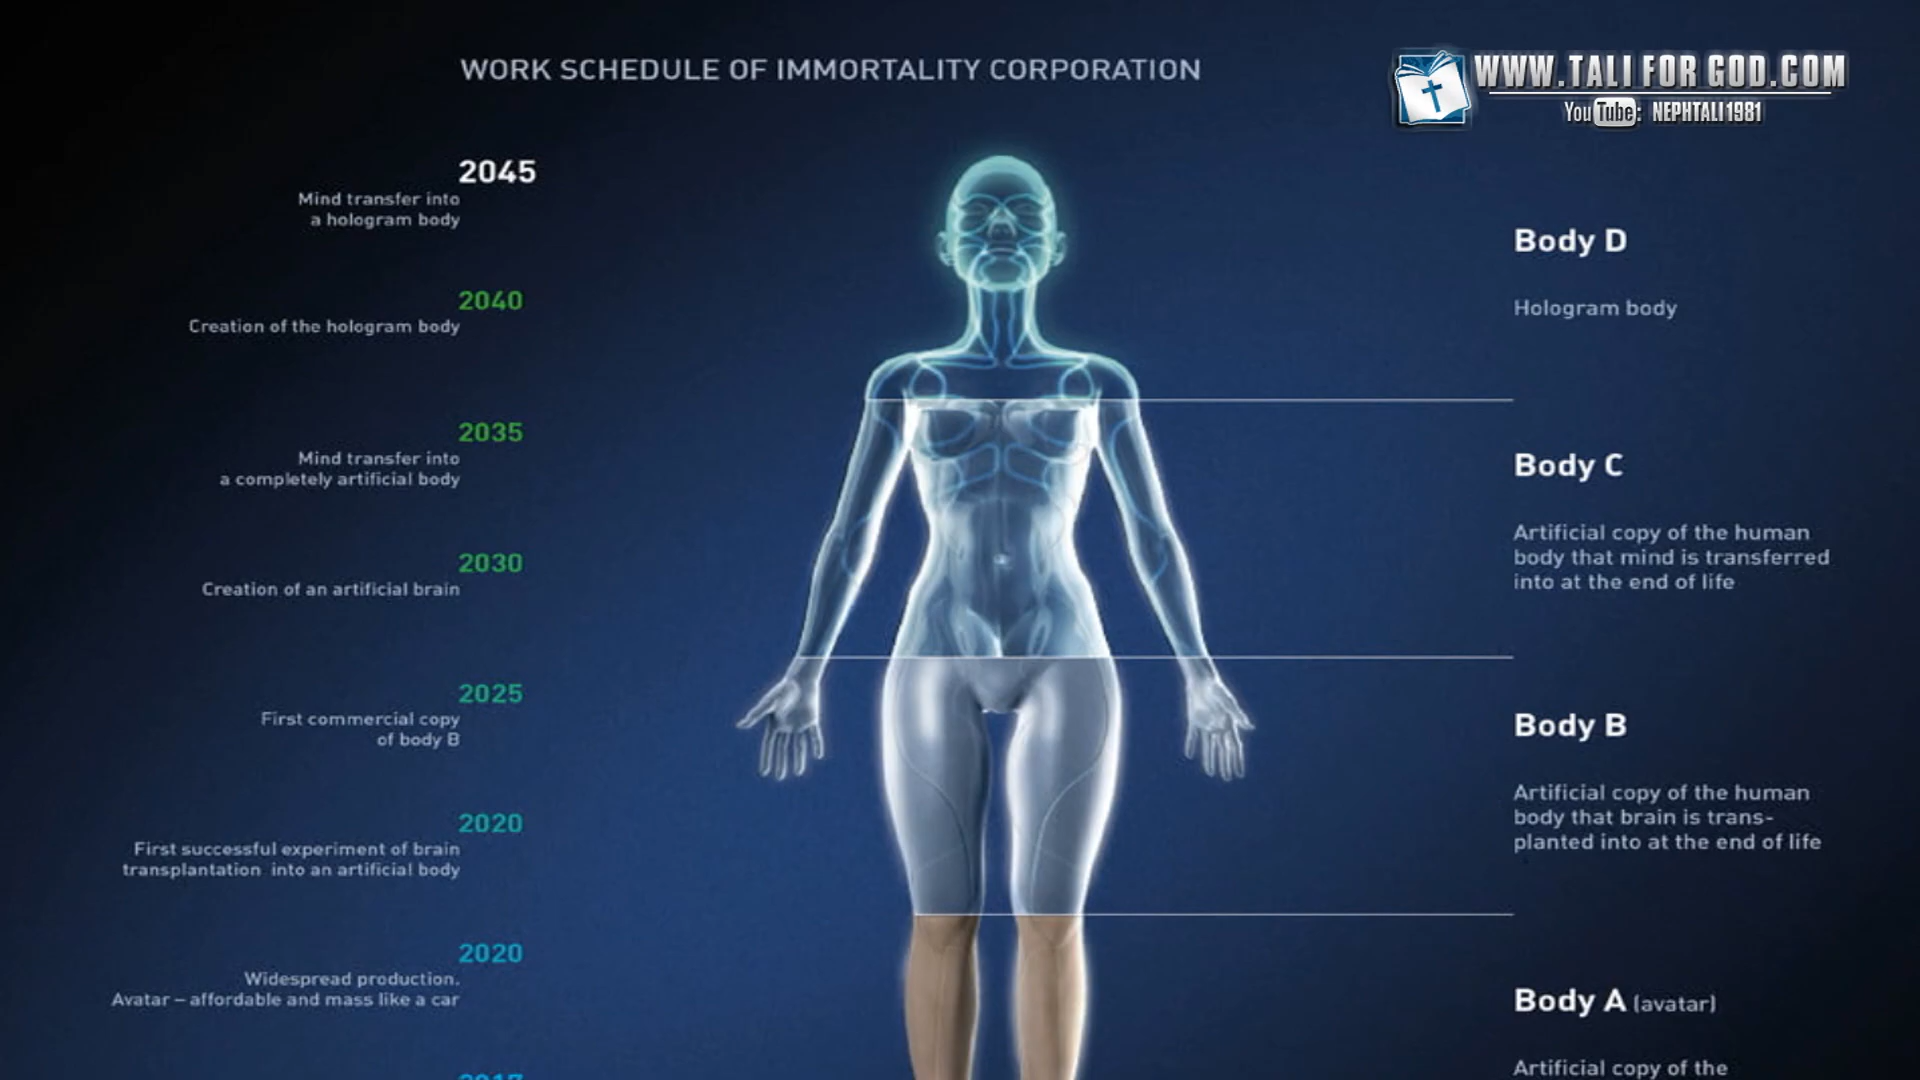 WORK SCHEDULE OF IMMORTALITY CORPORATION
WWW.TALI FOR GOD.COM
YouTube: NEPHTALI1981
2045
Mind transfer into
a hologram body
2040
Creation of the hologram body
2035
Mind transfer into
a completely artificial body
2030
Creation of an artificial brain
2025
First commercial copy
of body B
2020
First successful experiment of brain
transplantation into an artificial body
2020
Widespread production.
Avatar – affordable and mass like a car
Body D
Hologram body
Body C
Artificial copy of the human
body that mind is transferred
into at the end of life
Body B
Artificial copy of the human
body that brain is trans-
planted into at the end of life
Body A (avatar)
Artificial copy of the